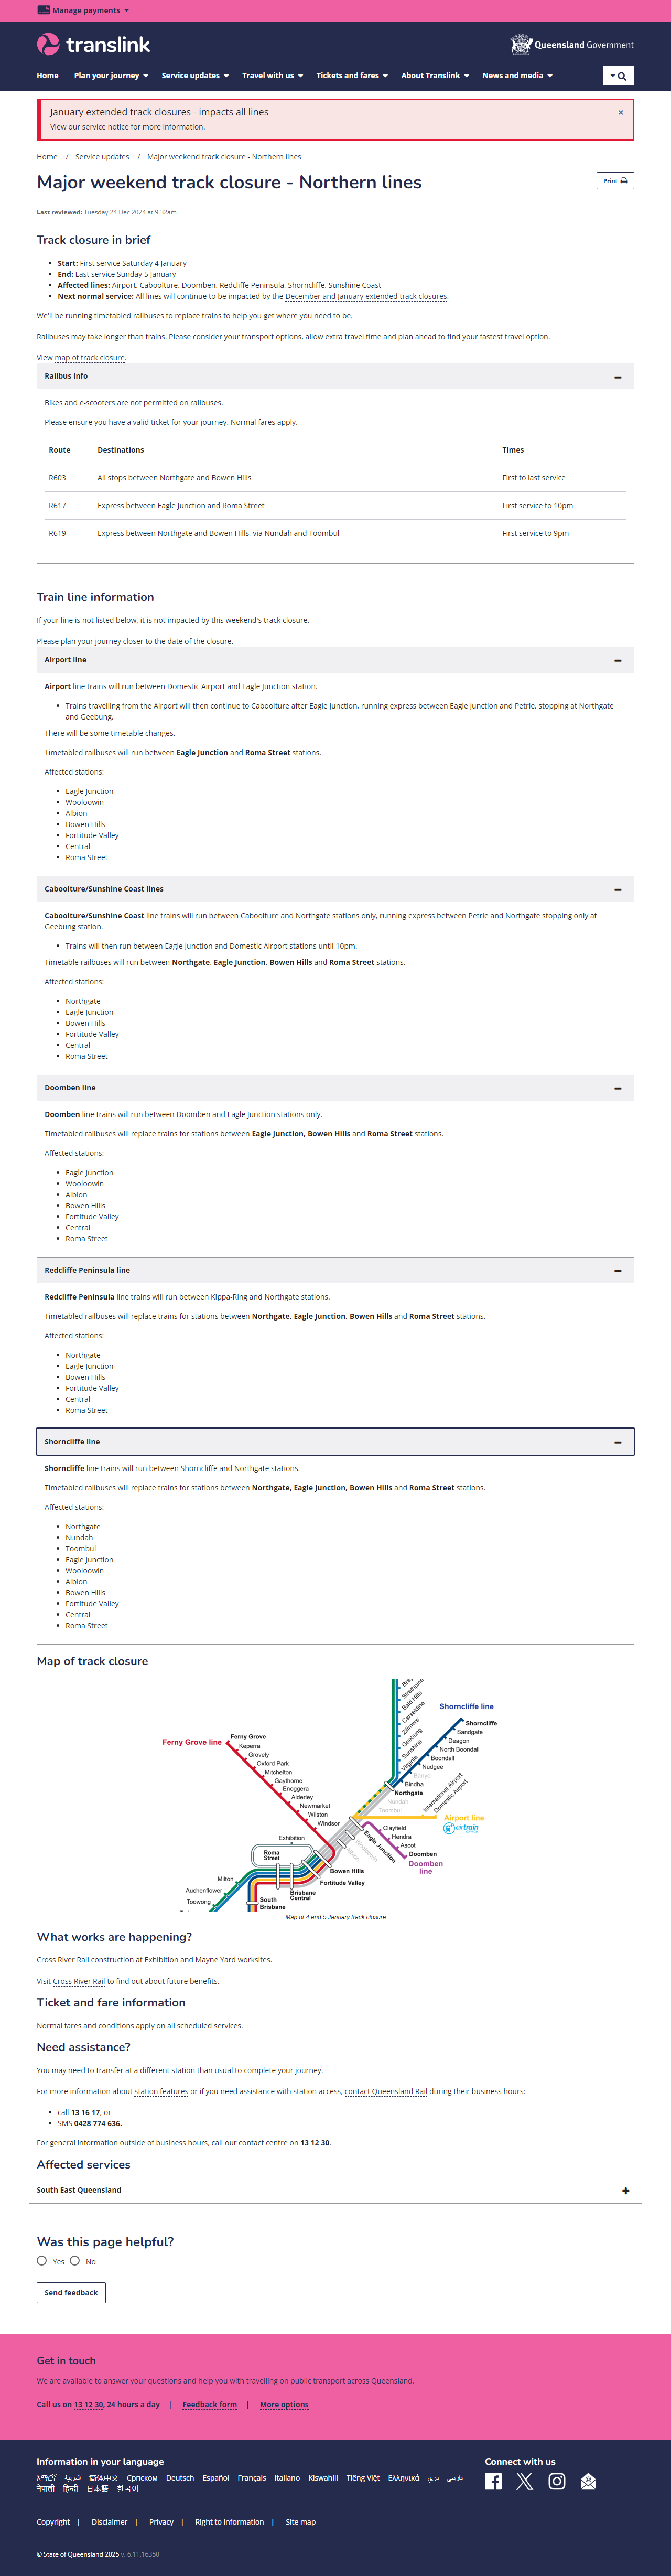 Manage payments
translink
Queensland Government
Home Plan your journey Service updates Travel with us Tickets and fares About Translink News and media
January extended track closures - impacts all lines ×
View our service notice for more information.
Home / Service updates / Major weekend track closure - Northern lines
Major weekend track closure - Northern lines Print
Last reviewed: Tuesday 24 Dec 2024 at 9.32am
Track closure in brief
• Start: First service Saturday 4 January
• End: Last service Sunday 5 January
• Affected lines: Airport, Caboolture, Doomben, Redcliffe Peninsula, Shorncliffe, Sunshine Coast
• Next normal service: All lines will continue to be impacted by the December and January extended track closures.
We'll be running timetabled railbuses to replace trains to help you get where you need to be.
Railbuses may take longer than trains. Please consider your transport options, allow extra travel time and plan ahead to find your fastest travel option.
View map of track closure.
Railbus info
Bikes and e-scooters are not permitted on railbuses.
Please ensure you have a valid ticket for your journey. Normal fares apply.
Route Destinations Times
R603 All stops between Northgate and Bowen Hills First to last service
R617 Express between Eagle Junction and Roma Street First service to 10pm
R619 Express between Northgate and Bowen Hills, via Nundah and Toombul First service to 9pm
Train line information
If your line is not listed below, it is not impacted by this weekend's track closure.
Please plan your journey closer to the date of the closure.
Airport line
Airport line trains will run between Domestic Airport and Eagle Junction station.
• Trains travelling from the Airport will then continue to Caboolture after Eagle Junction, running express between Eagle Junction and Petrie, stopping at Northgate
and Geebung.
There will be some timetable changes.
Timetabled railbuses will run between Eagle Junction and Roma Street stations.
Affected stations:
• Eagle Junction
• Wooloowin
• Albion
• Bowen Hills
• Fortitude Valley
• Central
• Roma Street
Caboolture/Sunshine Coast lines
Caboolture/Sunshine Coast line trains will run between Caboolture and Northgate stations only, running express between Petrie and Northgate stopping only at
Geebung station.
• Trains will then run between Eagle Junction and Domestic Airport stations until 10pm.
Timetable railbuses will run between Northgate, Eagle Junction, Bowen Hills and Roma Street stations.
Affected stations:
• Northgate
• Eagle Junction
• Bowen Hills
• Fortitude Valley
• Central
• Roma Street
Doomben line
Doomben line trains will run between Doomben and Eagle Junction stations only.
Timetabled railbuses will replace trains for stations between Eagle Junction, Bowen Hills and Roma Street stations.
Affected stations:
• Eagle Junction
• Wooloowin
• Albion
• Bowen Hills
• Fortitude Valley
• Central
• Roma Street
Redcliffe Peninsula line
Redcliffe Peninsula line trains will run between Kippa-Ring and Northgate stations.
Timetabled railbuses will replace trains for stations between Northgate, Eagle Junction, Bowen Hills and Roma Street stations.
Affected stations:
• Northgate
• Eagle Junction
• Bowen Hills
• Fortitude Valley
• Central
• Roma Street
Shorncliffe line
Shorncliffe line trains will run between Shorncliffe and Northgate stations.
Timetabled railbuses will replace trains for stations between Northgate, Eagle Junction, Bowen Hills and Roma Street stations.
Affected stations:
• Northgate
• Nundah
• Toombul
• Eagle Junction
• Wooloowin
• Albion
• Bowen Hills
• Fortitude Valley
• Central
• Roma Street
Map of track closure
Strathpine
Bald Hills
Carseldine
Zillmere
Geebung
Sunshine
Virginia
Shorncliffe line
Shorncliffe
Sandgate
Deagon
North Boondall
Boondall
Nudgee
Banyo
Bindha
Northgate
Nundah
Toombul
International Airport
Domestic Airport
Airport line
airtrain
Ferny Grove line
Ferny Grove
Keperra
Grovely
Oxford Park
Mitchelton
Gaythorne
Enoggera
Alderley
Newmarket
Wilston
Windsor
Clayfield
Hendra
Ascot
Doomben
Doomben
line
Eagle Junction
Wooloowin
Albion
Exhibition
Roma
Street
Bowen Hills
Fortitude Valley
Brisbane
Central
South
Brisbane
Milton
Auchenflower
Toowong
Map of 4 and 5 January track closure
What works are happening?
Cross River Rail construction at Exhibition and Mayne Yard worksites.
Visit Cross River Rail to find out about future benefits.
Ticket and fare information
Normal fares and conditions apply on all scheduled services.
Need assistance?
You may need to transfer at a different station than usual to complete your journey.
For more information about station features or if you need assistance with station access, contact Queensland Rail during their business hours:
• call 13 16 17, or
• SMS 0428 774 636.
For general information outside of business hours, call our contact centre on 13 12 30.
Affected services
South East Queensland
Was this page helpful?
Yes No
Send feedback
Get in touch
We are available to answer your questions and help you with travelling on public transport across Queensland.
Call us on 13 12 30, 24 hours a day | Feedback form | More options
Information in your language Connect with us
አማርኛ العربية 简体中文 Српском Deutsch Español Français Italiano Kiswahili Tiếng Việt Ελληνικά دري فارسی
नेपाली हिन्दी 日本語 한국어
Copyright | Disclaimer | Privacy | Right to information | Site map
© State of Queensland 2025 v. 6.11.16350